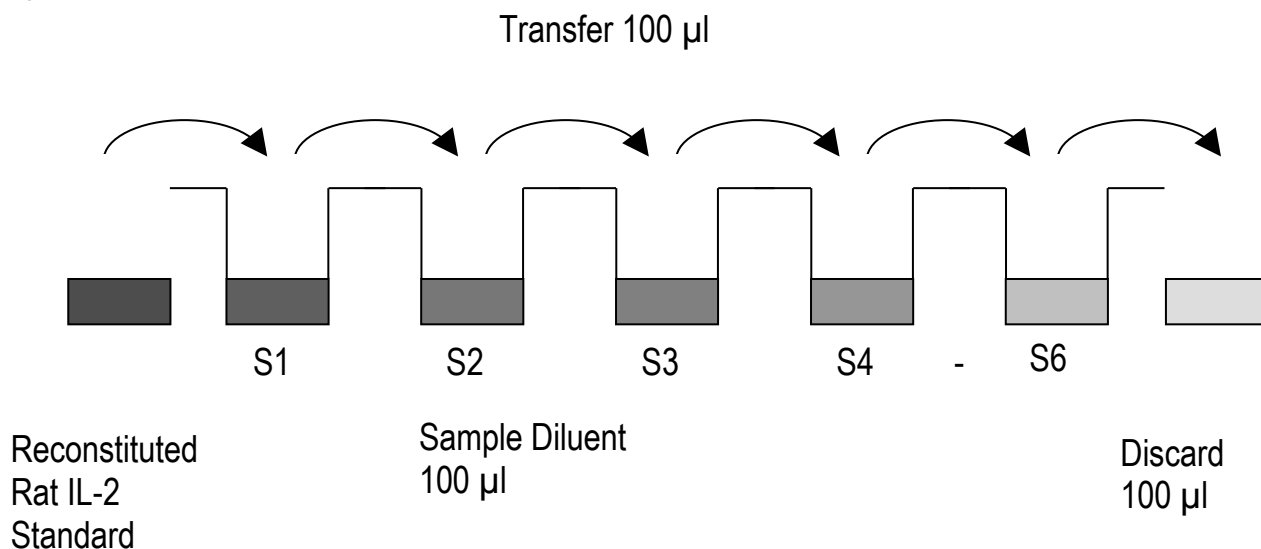 Transfer 100 µl
S1 S2 S3 S4 - S6
Reconstituted
Rat IL-2
Standard
Sample Diluent
100 µl
Discard
100 µl